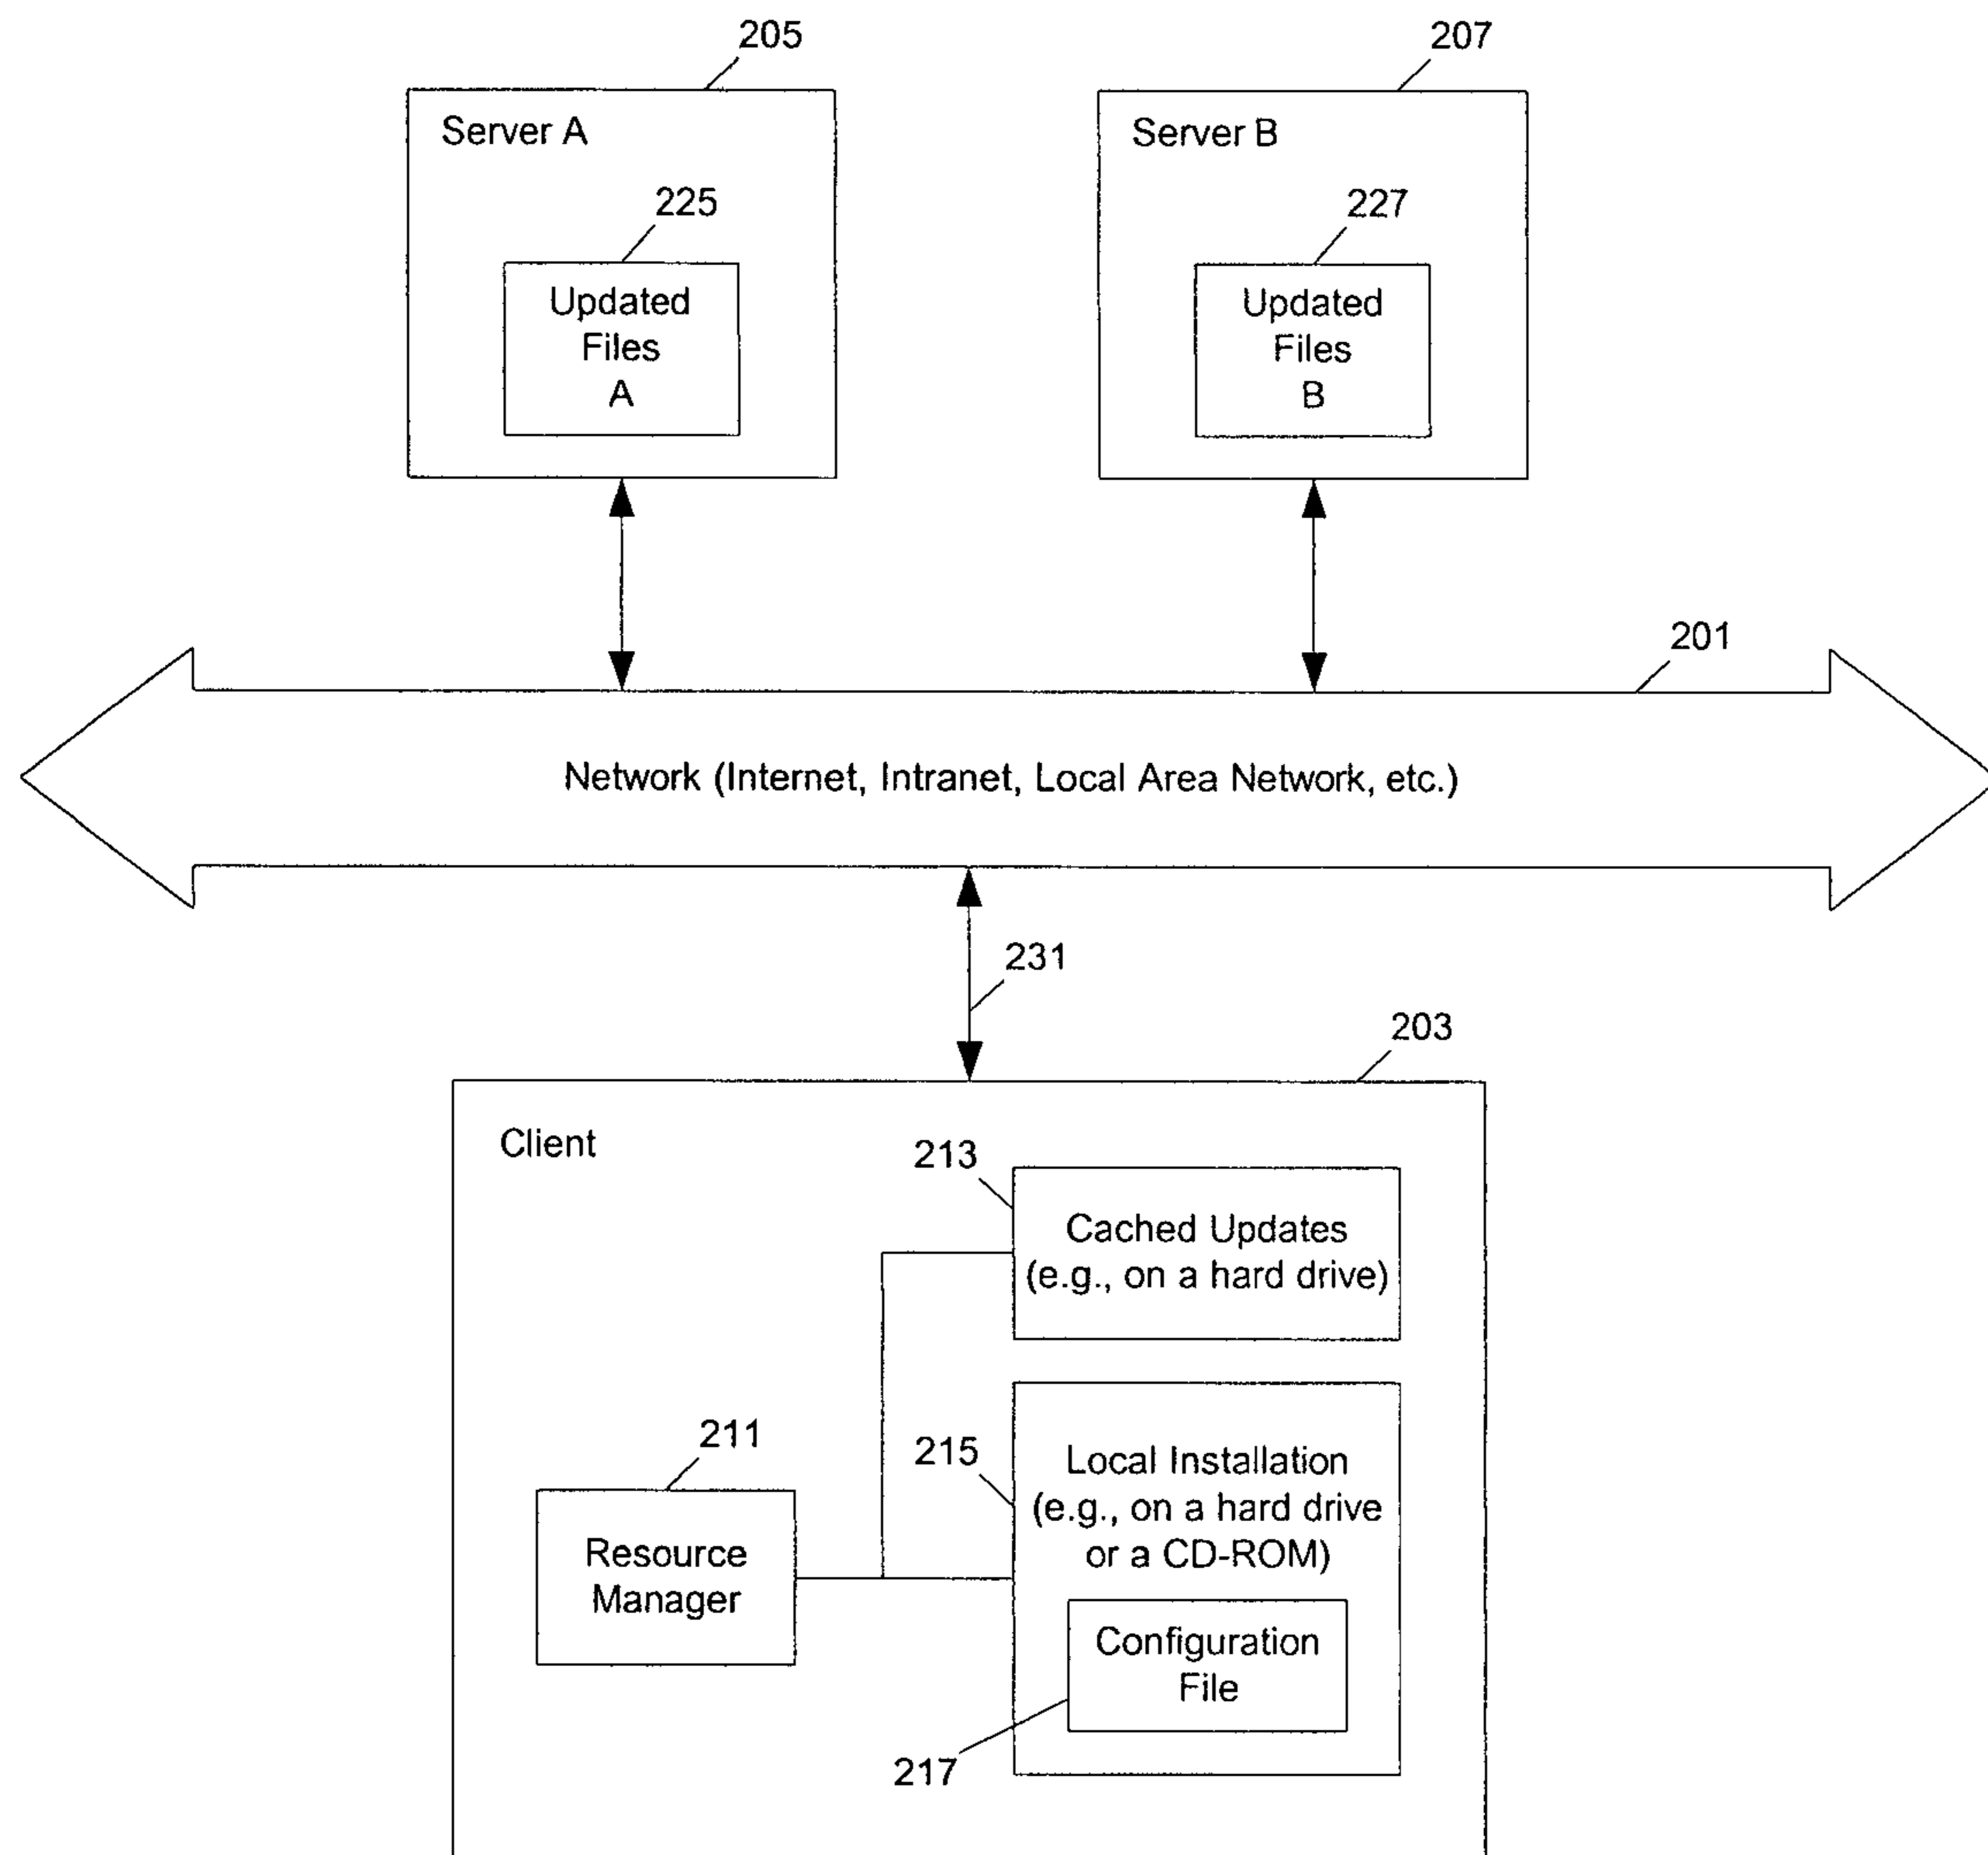 205
207
Server A
Server B
225
227
Updated
Files
A
Updated
Files
B
201
Network (Internet, Intranet, Local Area Network, etc.)
231
203
Client
213
Cached Updates
(e.g., on a hard drive)
211
215
Local Installation
(e.g., on a hard drive
or a CD-ROM)
Resource
Manager
Configuration
File
217